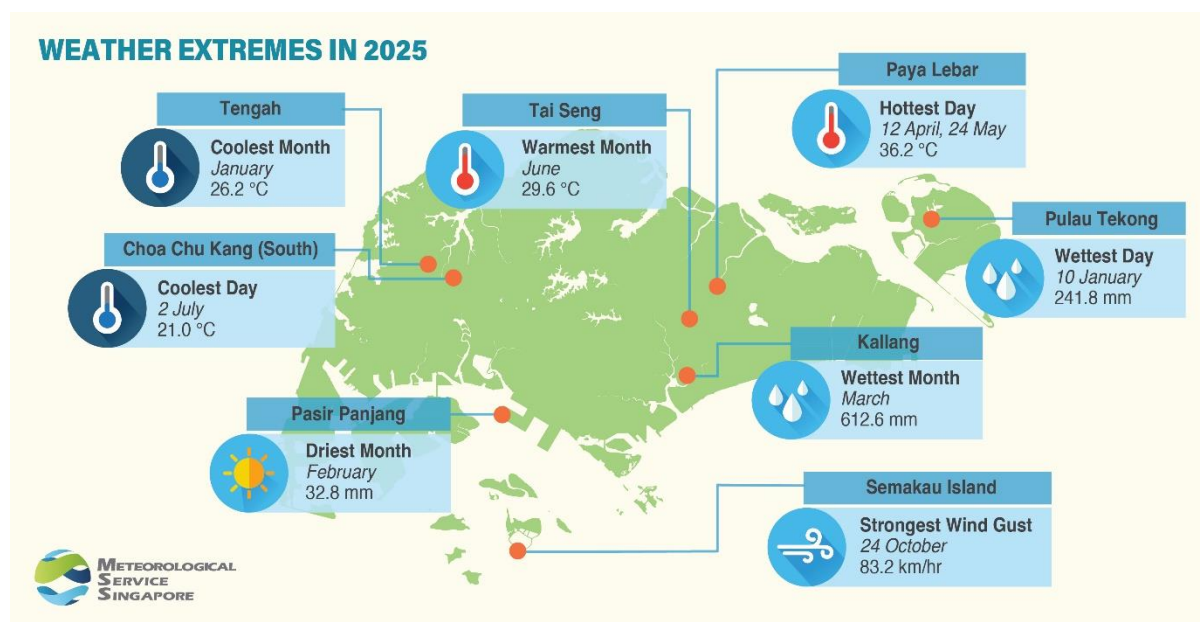 WEATHER EXTREMES IN 2025
Tengah
Coolest Month
January
26.2 °C
Tai Seng
Warmest Month
June
29.6 °C
Paya Lebar
Hottest Day
12 April, 24 May
36.2 °C
Choa Chu Kang (South)
Coolest Day
2 July
21.0 °C
Pulau Tekong
Wettest Day
10 January
241.8 mm
Kallang
Wettest Month
March
612.6 mm
Pasir Panjang
Driest Month
February
32.8 mm
Semakau Island
Strongest Wind Gust
24 October
83.2 km/hr
METEOROLOGICAL
SERVICE
SINGAPORE